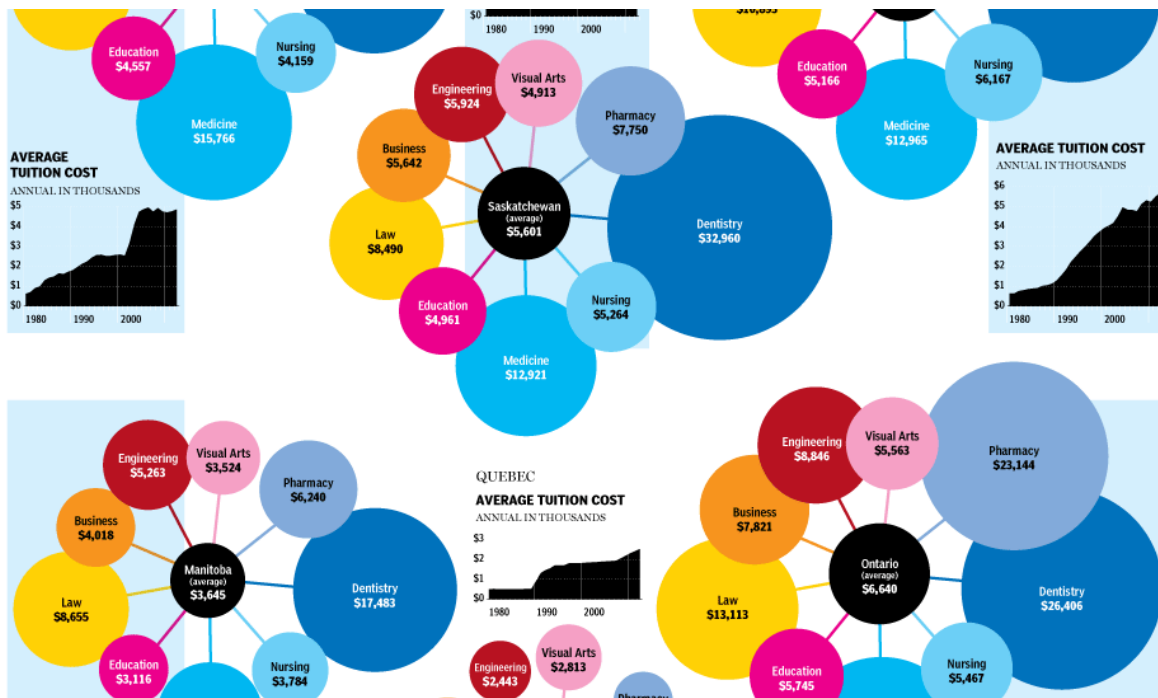 Education
$4,557
Nursing
$4,159
Medicine
$15,766
AVERAGE
TUITION COST
ANNUAL IN THOUSANDS
$5
$4
$3
$2
$1
$0
1980
1990
2000
$0
1980
1990
2000
Engineering
$5,924
Visual Arts
$4,913
Pharmacy
$7,750
Business
$5,642
Saskatchewan
(average)
$5,601
Law
$8,490
Dentistry
$32,960
Education
$4,961
Nursing
$5,264
Medicine
$12,921
Education
$5,166
Nursing
$6,167
Medicine
$12,965
AVERAGE TUITION COST
ANNUAL IN THOUSANDS
$6
$5
$4
$3
$2
$1
$0
1980
1990
2000
Engineering
$5,263
Visual Arts
$3,524
Pharmacy
$6,240
Business
$4,018
Manitoba
(average)
$3,645
Dentistry
$17,483
Law
$8,655
Education
$3,116
Nursing
$3,784
QUEBEC
AVERAGE TUITION COST
ANNUAL IN THOUSANDS
$3
$2
$1
$0
1980
1990
2000
Engineering
$2,443
Visual Arts
$2,813
Pharmacy
Engineering
$8,846
Visual Arts
$5,563
Pharmacy
$23,144
Business
$7,821
Ontario
(average)
$6,640
Law
$13,113
Dentistry
$26,406
Education
$5,745
Nursing
$5,467